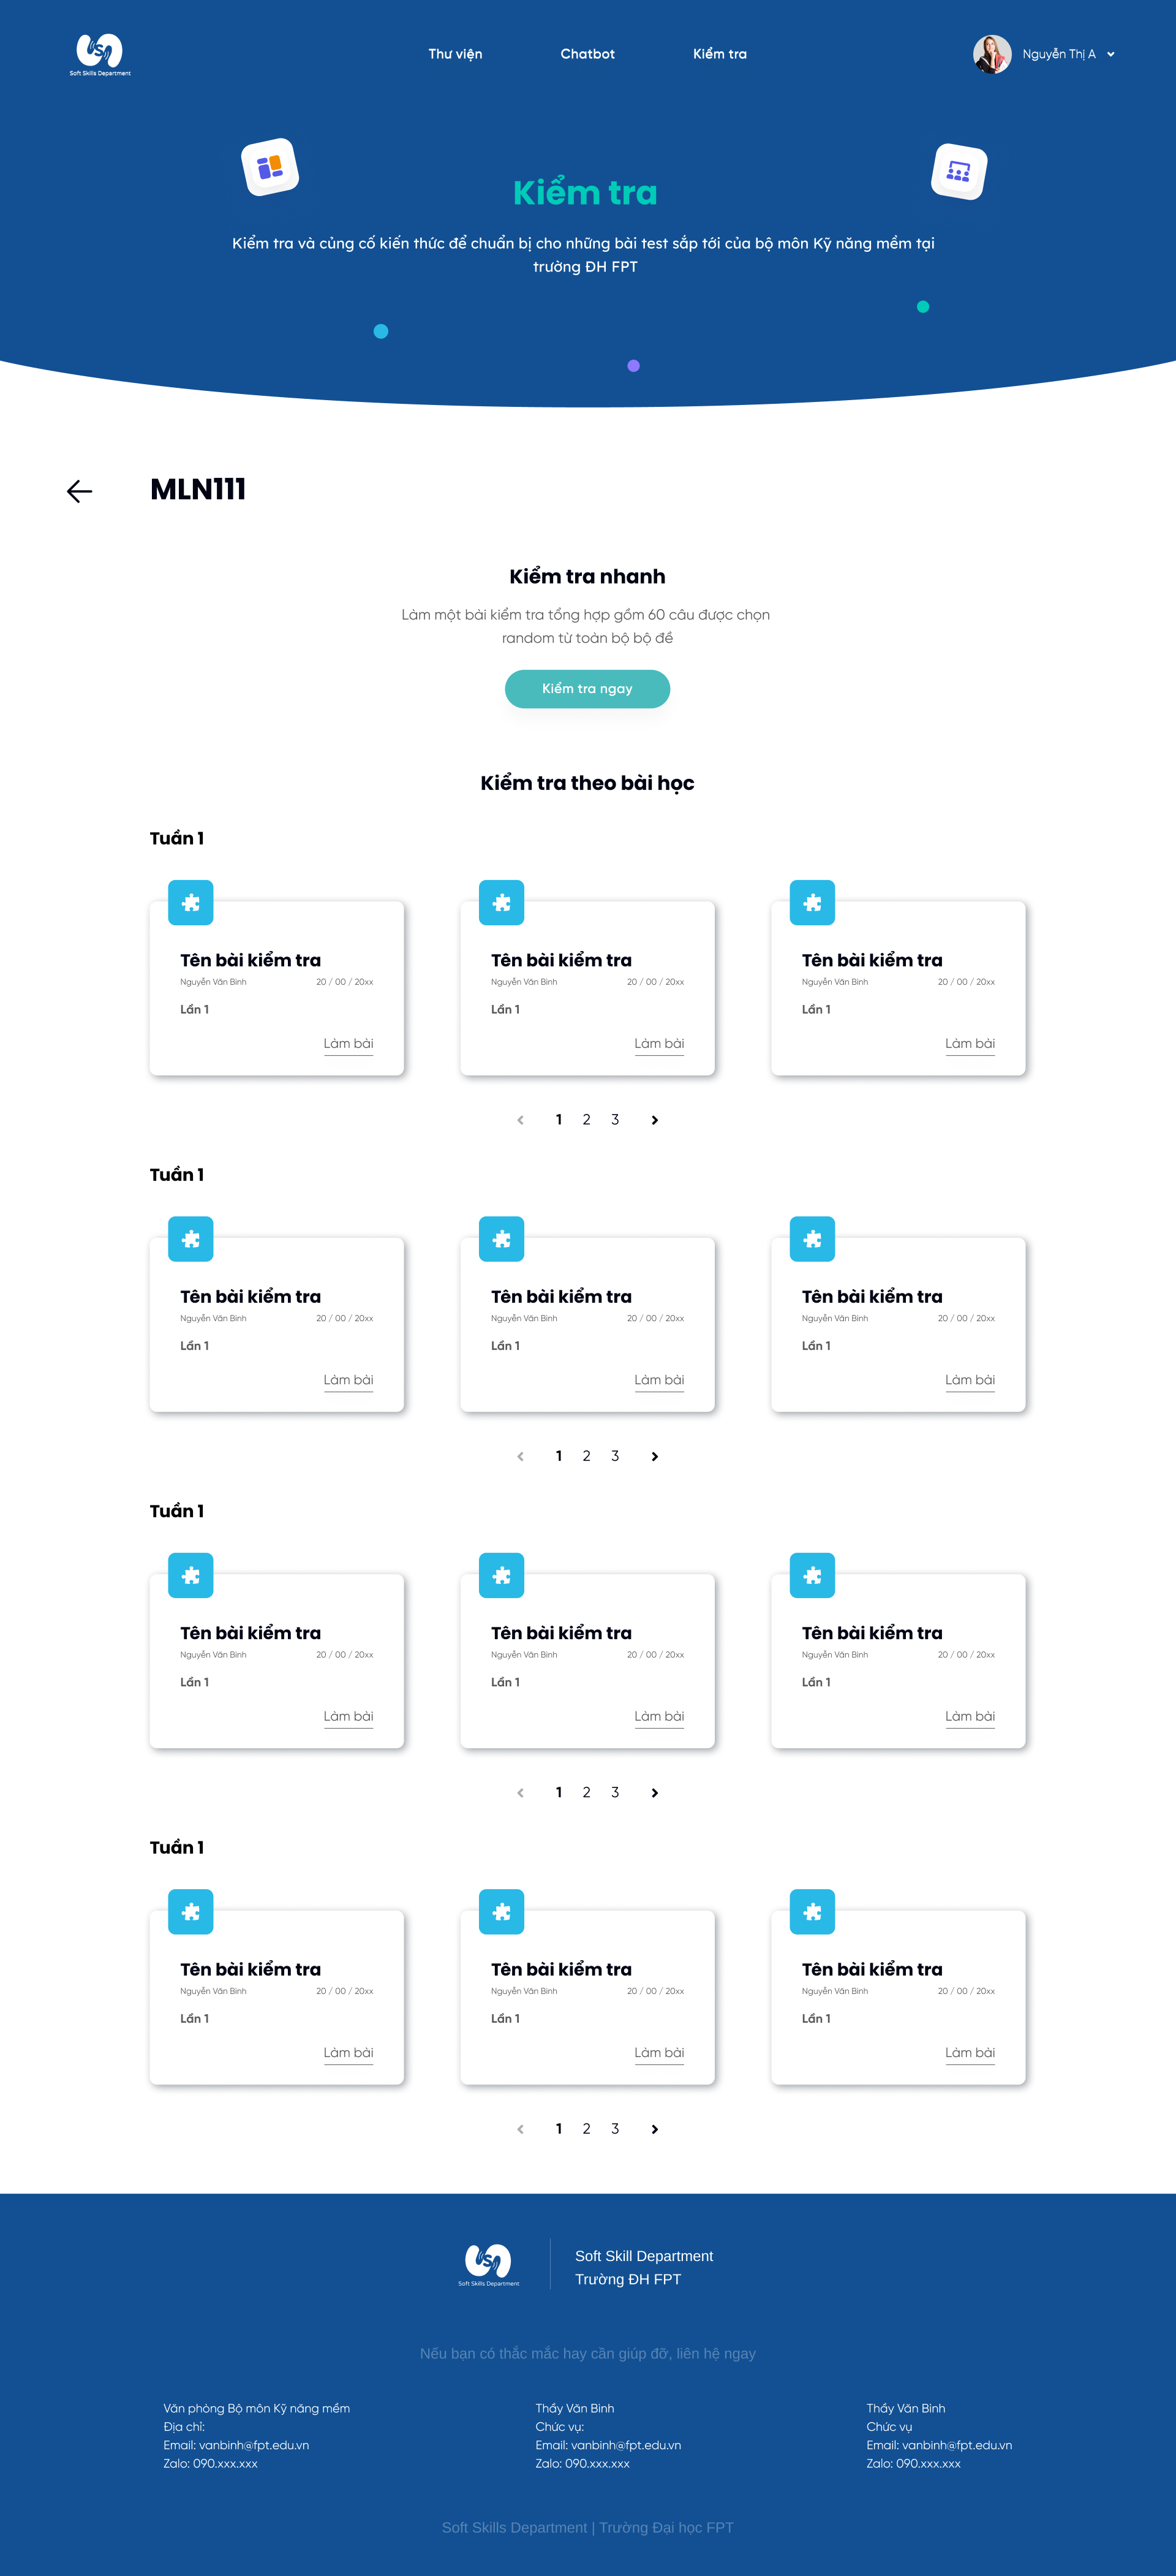 Soft Skills Department
Thư viện
Chatbot
Kiểm tra
Nguyễn Thị A
Kiểm tra
Kiểm tra và củng cố kiến thức để chuẩn bị cho những bài test sắp tới của bộ môn Kỹ năng mềm tại
trường ĐH FPT
MLN111
Kiểm tra nhanh
Làm một bài kiểm tra tổng hợp gồm 60 câu được chọn
random từ toàn bộ bộ đề
Kiểm tra ngay
Kiểm tra theo bài học
Tuần 1
Tên bài kiểm tra
Nguyễn Văn Bình 20 / 00 / 20xx
Lần 1
Làm bài
Tên bài kiểm tra
Nguyễn Văn Bình 20 / 00 / 20xx
Lần 1
Làm bài
Tên bài kiểm tra
Nguyễn Văn Bình 20 / 00 / 20xx
Lần 1
Làm bài
1 2 3
Tuần 1
Tên bài kiểm tra
Nguyễn Văn Bình 20 / 00 / 20xx
Lần 1
Làm bài
Tên bài kiểm tra
Nguyễn Văn Bình 20 / 00 / 20xx
Lần 1
Làm bài
Tên bài kiểm tra
Nguyễn Văn Bình 20 / 00 / 20xx
Lần 1
Làm bài
1 2 3
Tuần 1
Tên bài kiểm tra
Nguyễn Văn Bình 20 / 00 / 20xx
Lần 1
Làm bài
Tên bài kiểm tra
Nguyễn Văn Bình 20 / 00 / 20xx
Lần 1
Làm bài
Tên bài kiểm tra
Nguyễn Văn Bình 20 / 00 / 20xx
Lần 1
Làm bài
1 2 3
Tuần 1
Tên bài kiểm tra
Nguyễn Văn Bình 20 / 00 / 20xx
Lần 1
Làm bài
Tên bài kiểm tra
Nguyễn Văn Bình 20 / 00 / 20xx
Lần 1
Làm bài
Tên bài kiểm tra
Nguyễn Văn Bình 20 / 00 / 20xx
Lần 1
Làm bài
1 2 3
Soft Skills Department
Soft Skill Department
Trường ĐH FPT
Nếu bạn có thắc mắc hay cần giúp đỡ, liên hệ ngay
Văn phòng Bộ môn Kỹ năng mềm
Địa chỉ:
Email: vanbinh@fpt.edu.vn
Zalo: 090.xxx.xxx
Thầy Văn Bình
Chức vụ:
Email: vanbinh@fpt.edu.vn
Zalo: 090.xxx.xxx
Thầy Văn Bình
Chức vụ
Email: vanbinh@fpt.edu.vn
Zalo: 090.xxx.xxx
Soft Skills Department | Trường Đại học FPT